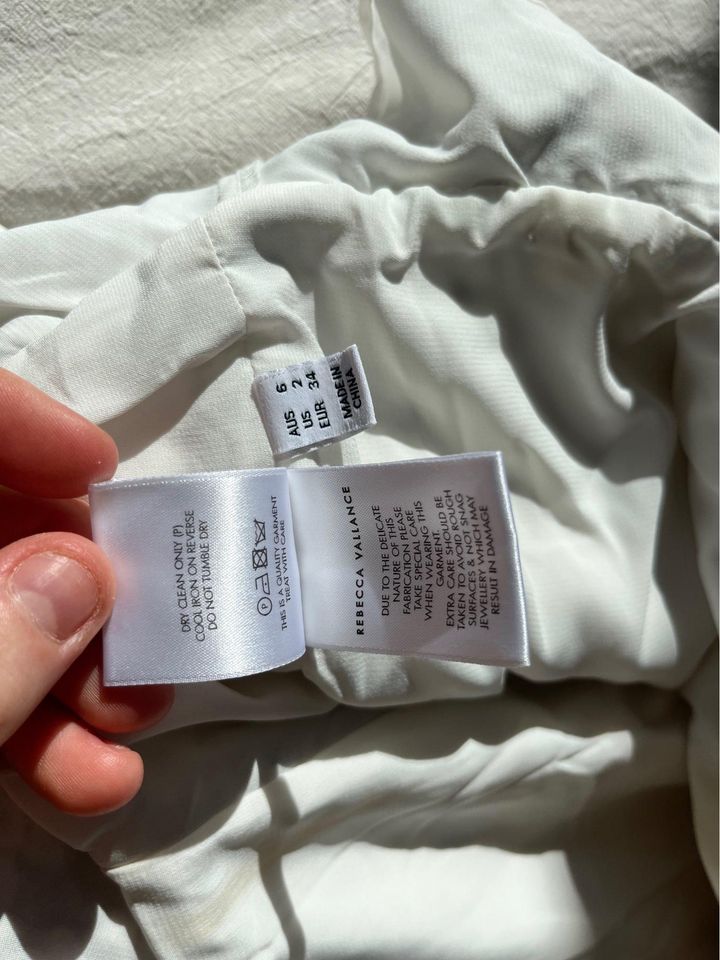 AUS 6
US 2
EUR 34
MADE IN
CHINA
DRY CLEAN ONLY (P)
COOL IRON ON REVERSE
DO NOT TUMBLE DRY
P
THIS IS A QUALITY GARMENT
TREAT WITH CARE
REBECCA VALLANCE
DUE TO THE DELICATE
NATURE OF THIS
FABRICATION PLEASE
TAKE SPECIAL CARE
WHEN WEARING THIS
GARMENT.
EXTRA CARE SHOULD BE
TAKEN TO AVOID ROUGH
SURFACES & NOT SNAG
JEWELLERY WHICH MAY
RESULT IN DAMAGE